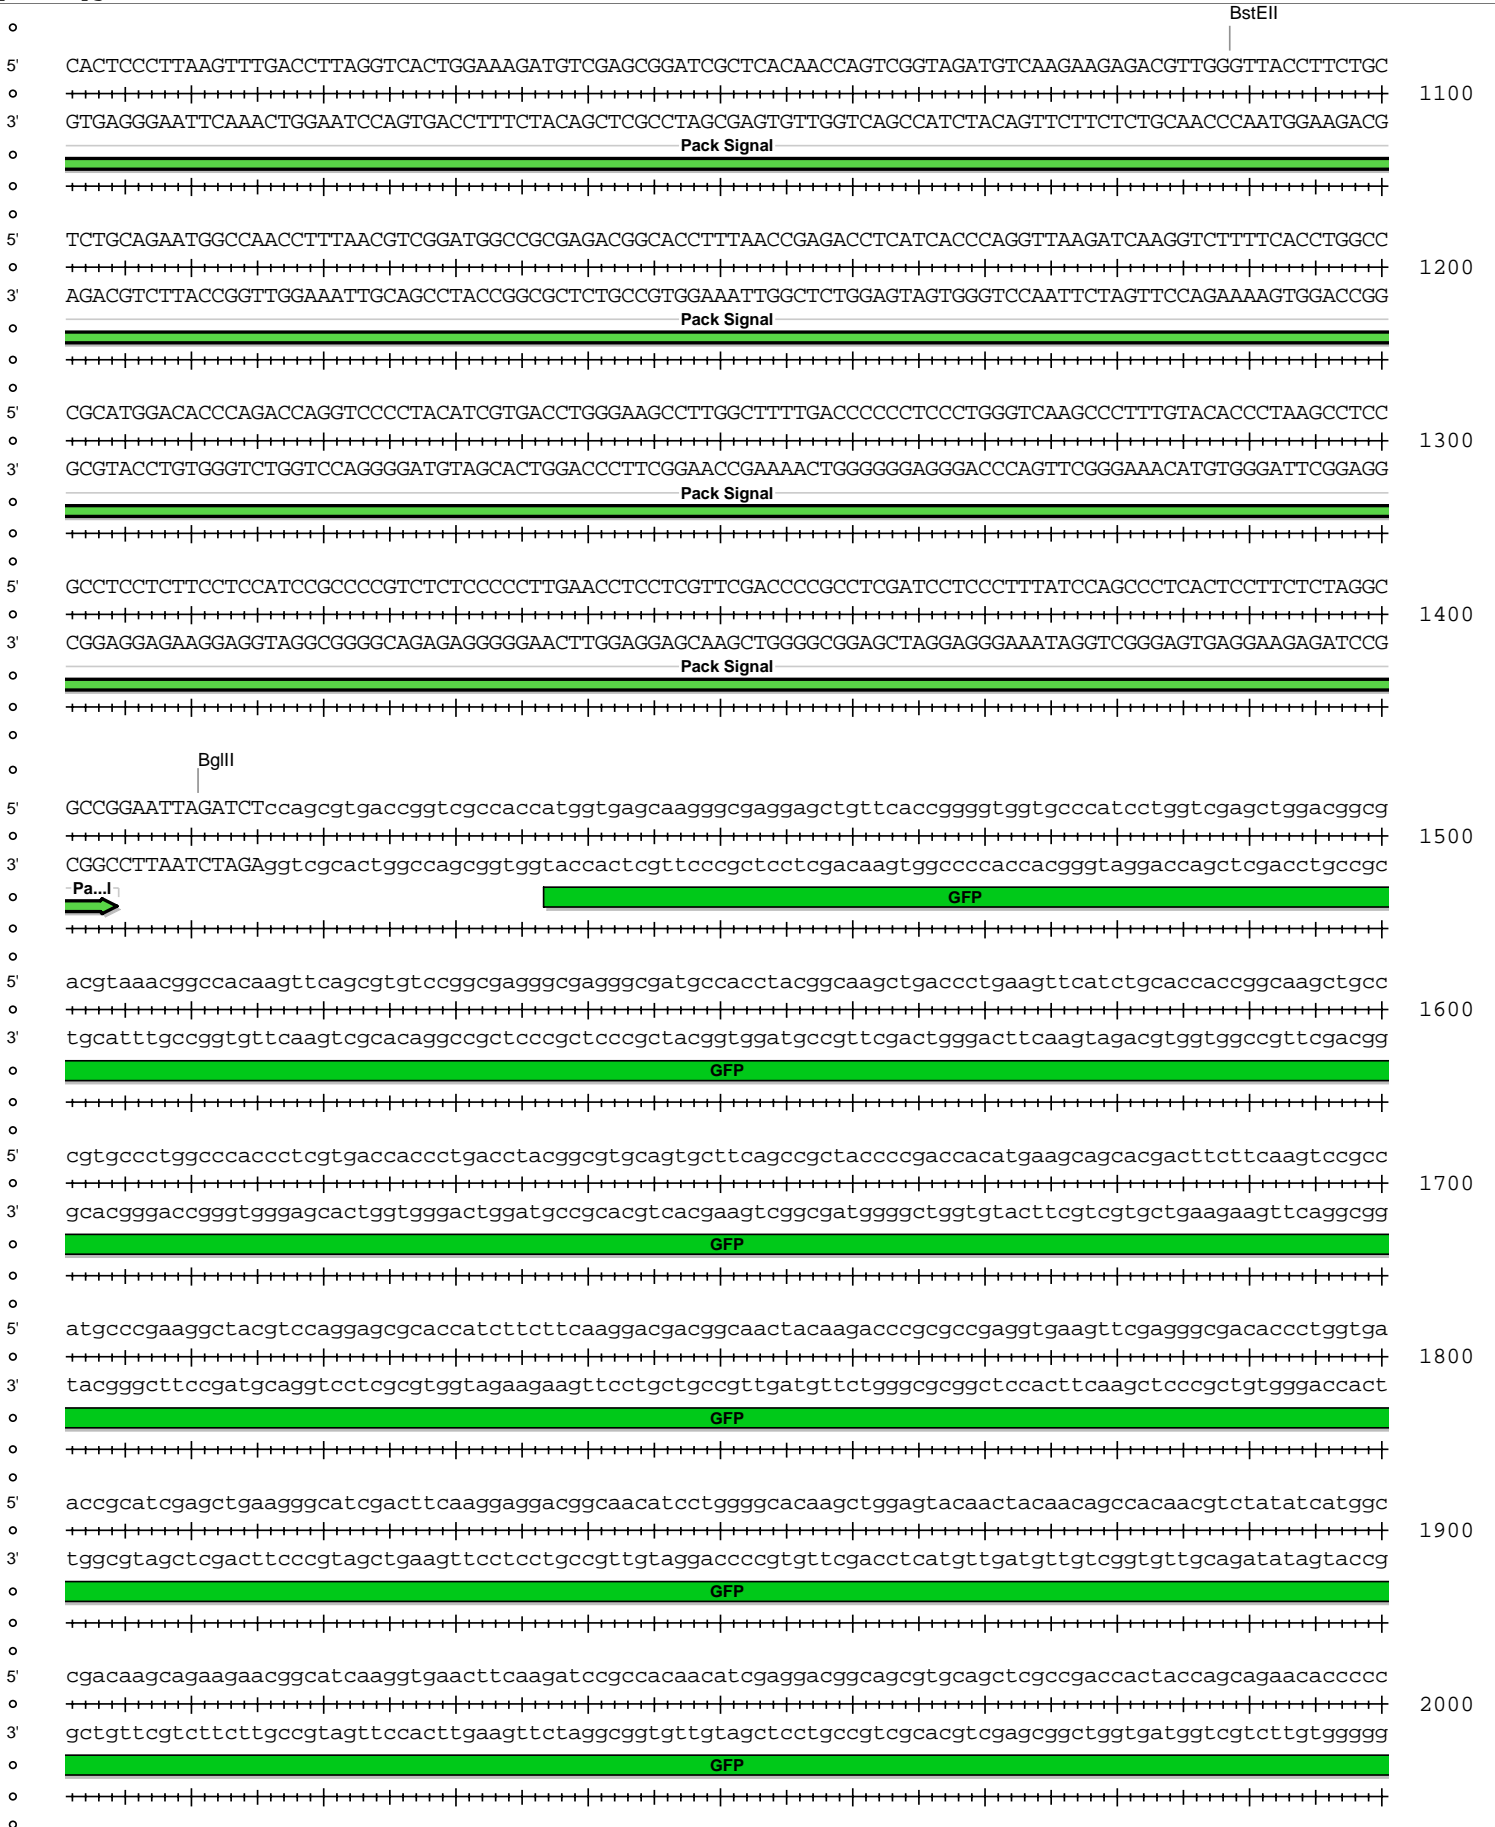 BstEII
5' CACTCCCTTAAGTTTGACCTTAGGTCACTGGAAAGATGTCGAGCGGATCGCTCACAACCAGTCGGTAGATGTCAAGAAGAGACGTTGGGTTACCTTCTGC
1100
3' GTGAGGGAATTCAAACTGGAATCCAGTGACCTTTCTACAGCTCGCCTAGCGAGTGTTGGTCAGCCATCTACAGTTCTTCTCTGCAACCCAATGGAAGACG
Pack Signal
5' TCTGCAGAATGGCCAACCTTTAACGTCGGATGGCCGCGAGACGGCACCTTTAACCGAGACCTCATCACCCAGGTTAAGATCAAGGTCTTTTCACCTGGCC
1200
3' AGACGTCTTACCGGTTGGAAATTGCAGCCTACCGGCGCTCTGCCGTGGAAATTGGCTCTGGAGTAGTGGGTCCAATTCTAGTTCCAGAAAAGTGGACCGG
Pack Signal
5' CGCATGGACACCCAGACCAGGTCCCCTACATCGTGACCTGGGAAGCCTTGGCTTTTGACCCCCCTCCCTGGGTCAAGCCCTTTGTACACCCTAAGCCTCC
1300
3' GCGTACCTGTGGGTCTGGTCCAGGGGATGTAGCACTGGACCCTTCGGAACCGAAAACTGGGGGGAGGGACCCAGTTCGGGAAACATGTGGGATTCGGAGG
Pack Signal
5' GCCTCCTCTTCCTCCATCCGCCCCGTCTCTCCCCCTTGAACCTCCTCGTTCGACCCCGCCTCGATCCTCCCTTTATCCAGCCCTCACTCCTTCTCTAGGC
1400
3' CGGAGGAGAAGGAGGTAGGCGGGGCAGAGAGGGGGAACTTGGAGGAGCAAGCTGGGGCGGAGCTAGGAGGGAAATAGGTCGGGAGTGAGGAAGAGATCCG
Pack Signal
BglII
5' GCCGGAATTAGATCTccagcgtgaccggtcgccaccatggtgagcaagggcgaggagctgttcaccggggtggtgcccatcctggtcgagctggacggcg
1500
3' CGGCCTTAATCTAGAggtcgcactggccagcggtggtaccactcgttcccgctcctcgacaagtggccccaccacgggtaggaccagctcgacctgccgc
Pa...l
GFP
5' acgtaaacggccacaagttcagcgtgtccggcgagggcgagggcgatgccacctacggcaagctgaccctgaagttcatctgcaccaccggcaagctgcc
1600
3' tgcatttgccggtgttcaagtcgcacaggccgctcccgctcccgctacggtggatgccgttcgactgggacttcaagtagacgtggtggccgttcgacgg
GFP
5' cgtgccctggcccaccctcgtgaccaccctgacctacggcgtgcagtgcttcagccgctaccccgaccacatgaagcagcacgacttcttcaagtccgcc
1700
3' gcacgggaccgggtgggagcactggtgggactggatgccgcacgtcacgaagtcggcgatggggctggtgtacttcgtcgtgctgaagaagttcaggcgg
GFP
5' atgcccgaaggctacgtccaggagcgcaccatcttcttcaaggacgacggcaactacaagacccgcgccgaggtgaagttcgagggcgacaccctggtga
1800
3' tacgggcttccgatgcaggtcctcgcgtggtagaagaagttcctgctgccgttgatgttctgggcgcggctccacttcaagctcccgctgtgggaccact
GFP
5' accgcatcgagctgaagggcatcgacttcaaggaggacggcaacatcctggggcacaagctggagtacaactacaacagccacaacgtctatatcatggc
1900
3' tggcgtagctcgacttcccgtagctgaagttcctcctgccgttgtaggaccccgtgttcgacctcatgttgatgttgtcggtgttgcagatatagtaccg
GFP
5' cgacaagcagaagaacggcatcaaggtgaacttcaagatccgccacaacatcgaggacggcagcgtgcagctcgccgaccactaccagcagaacaccccc
2000
3' gctgttcgtcttcttgccgtagttccacttgaagttctaggcggtgttgtagctcctgccgtcgcacgtcgagcggctggtgatggtcgtcttgtggggg
GFP